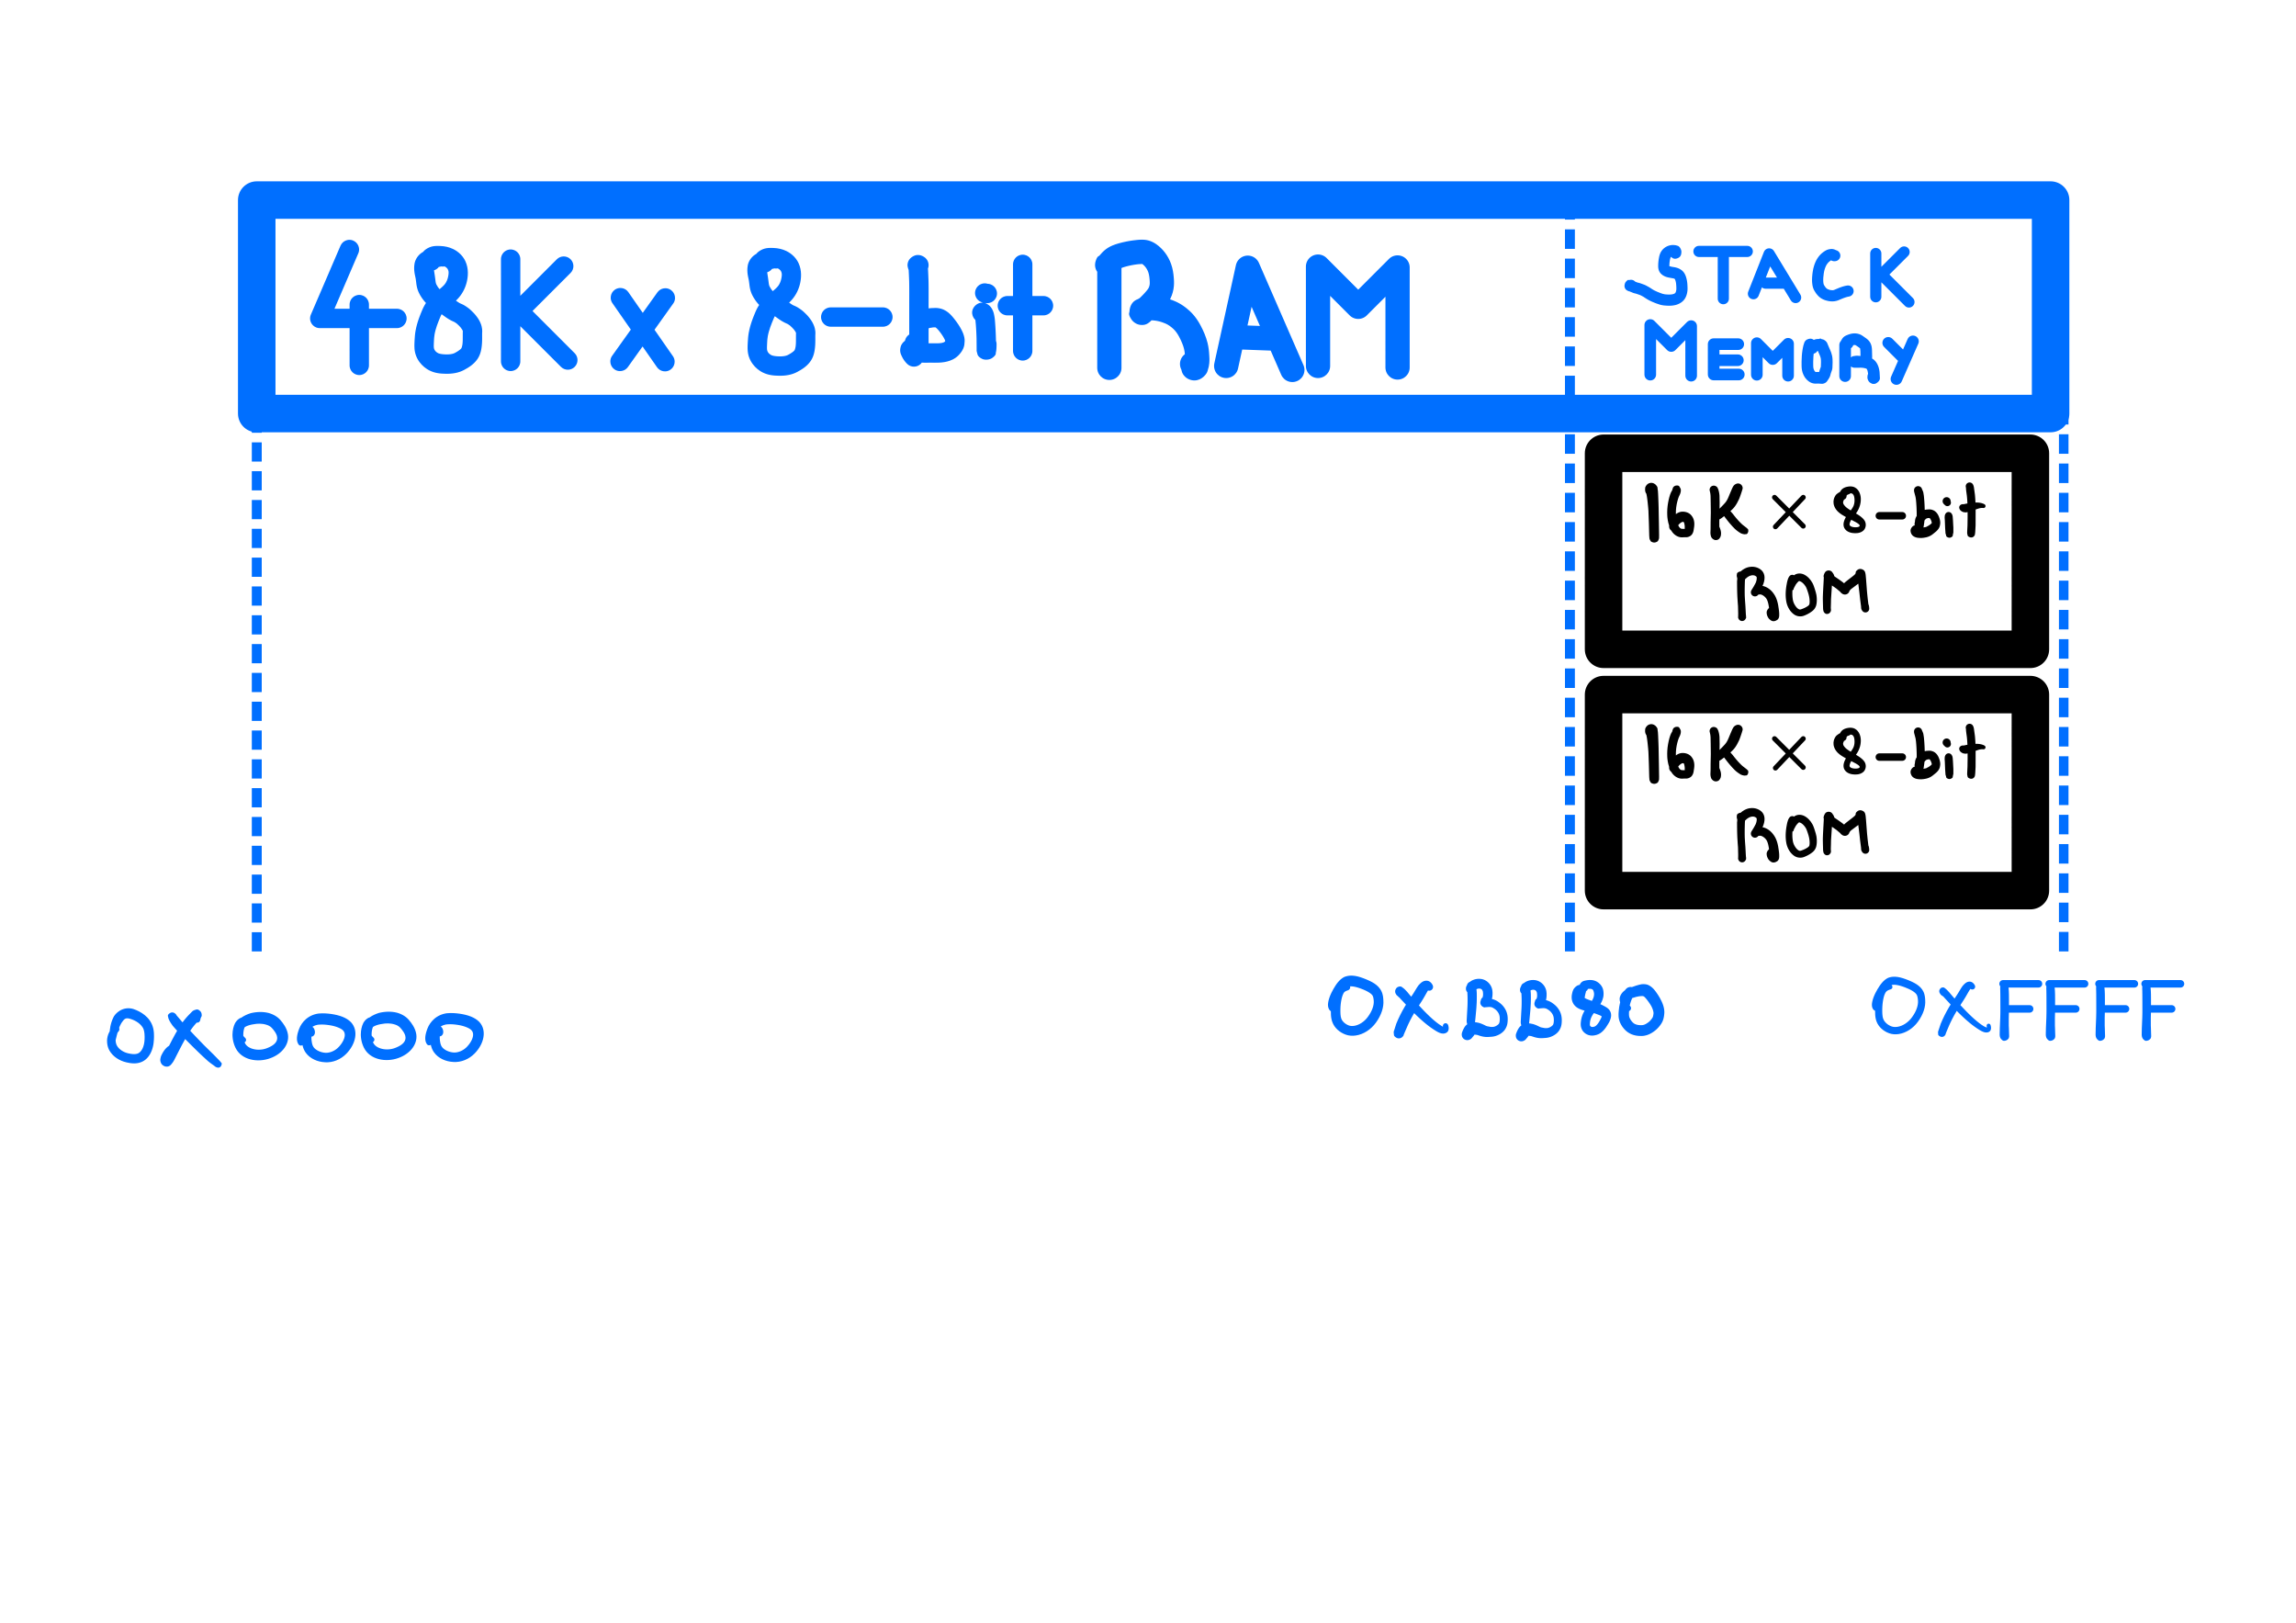 48K x 8-bit RAM
STACK
MEMORY
16K × 8-bit
ROM
16K × 8-bit
ROM
0x0000
0xBB80
0xFFFF